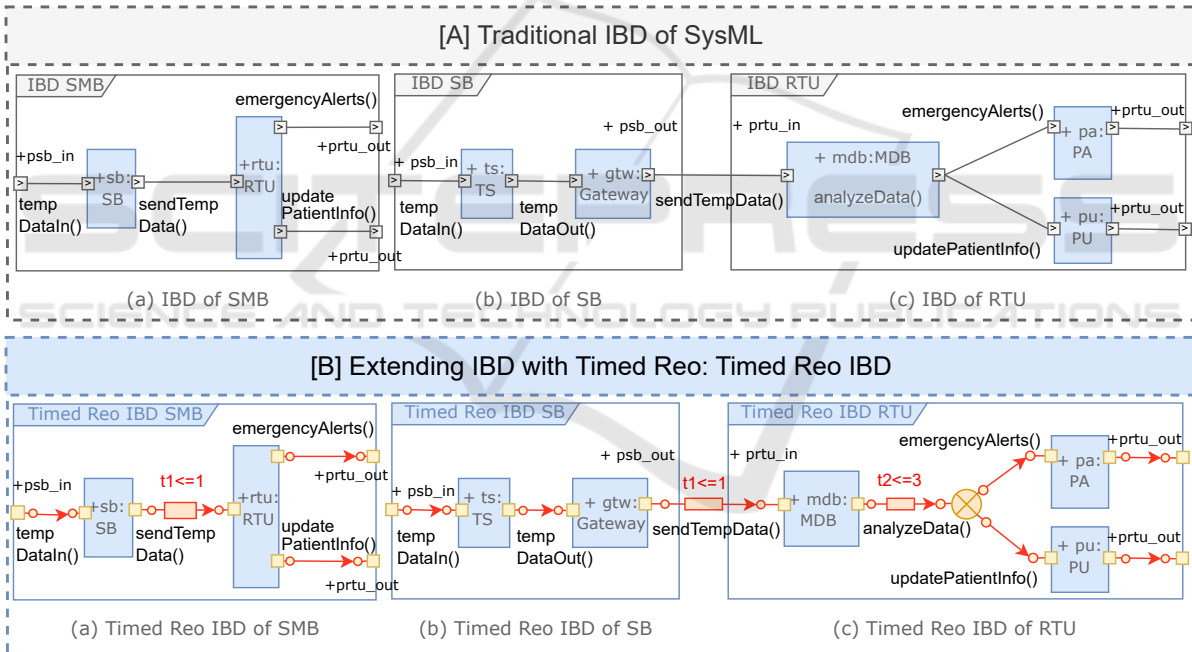 [A] Traditional IBD of SysML
IBD SMB
emergencyAlerts()
+psb_in
+sb:
SB
temp
DataIn()
sendTemp
Data()
+rtu:
RTU
+prtu_out
update
PatientInfo()
+prtu_out
(a) IBD of SMB
IBD SB
+ psb_out
+ psb_in
+ ts:
TS
+ gtw:
Gateway
temp
DataIn()
temp
DataOut()
sendTempData()
(b) IBD of SB
IBD RTU
+ prtu_in
+ mdb:MDB
analyzeData()
emergencyAlerts()
+ pa:
PA
+prtu_out
updatePatientInfo()
+ pu:
PU
+prtu_out
(c) IBD of RTU
SCITEPRESS
SCIENCE AND TECHNOLOGY PUBLICATIONS
[B] Extending IBD with Timed Reo: Timed Reo IBD
Timed Reo IBD SMB
emergencyAlerts()
+psb_in
+sb:
SB
t1<=1
temp
DataIn()
sendTemp
Data()
+rtu:
RTU
+prtu_out
update
PatientInfo()
+prtu_out
(a) Timed Reo IBD of SMB
Timed Reo IBD SB
+ psb_out
+ psb_in
+ ts:
TS
+ gtw:
Gateway
t1<=1
temp
DataIn()
temp
DataOut()
sendTempData()
(b) Timed Reo IBD of SB
Timed Reo IBD RTU
+ prtu_in
+ mdb:
MDB
t2<=3
analyzeData()
emergencyAlerts()
+ pa:
PA
+prtu_out
updatePatientInfo()
+ pu:
PU
+prtu_out
(c) Timed Reo IBD of RTU